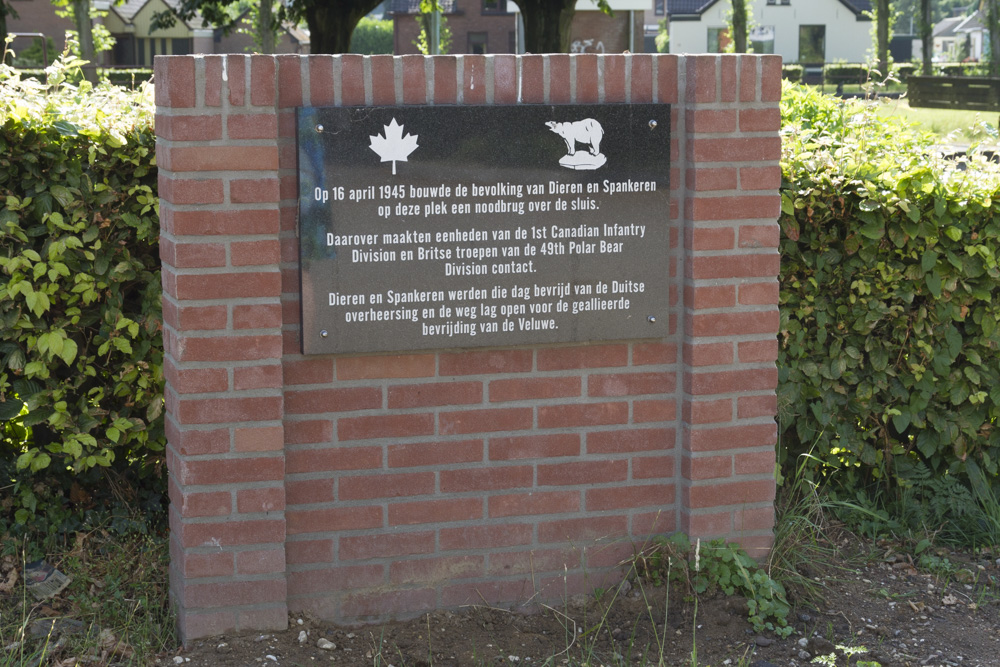 Op 16 april 1945 bouwde de bevolking van Dieren en Spankeren
op deze plek een noodbrug over de sluis.
Daarover maakten eenheden van de 1st Canadian Infantry
Division en Britse troepen van de 49th Polar Bear
Division contact.
Dieren en Spankeren werden die dag bevrijd van de Duitse
overheersing en de weg lag open voor de geallieerde
bevrijding van de Veluwe.